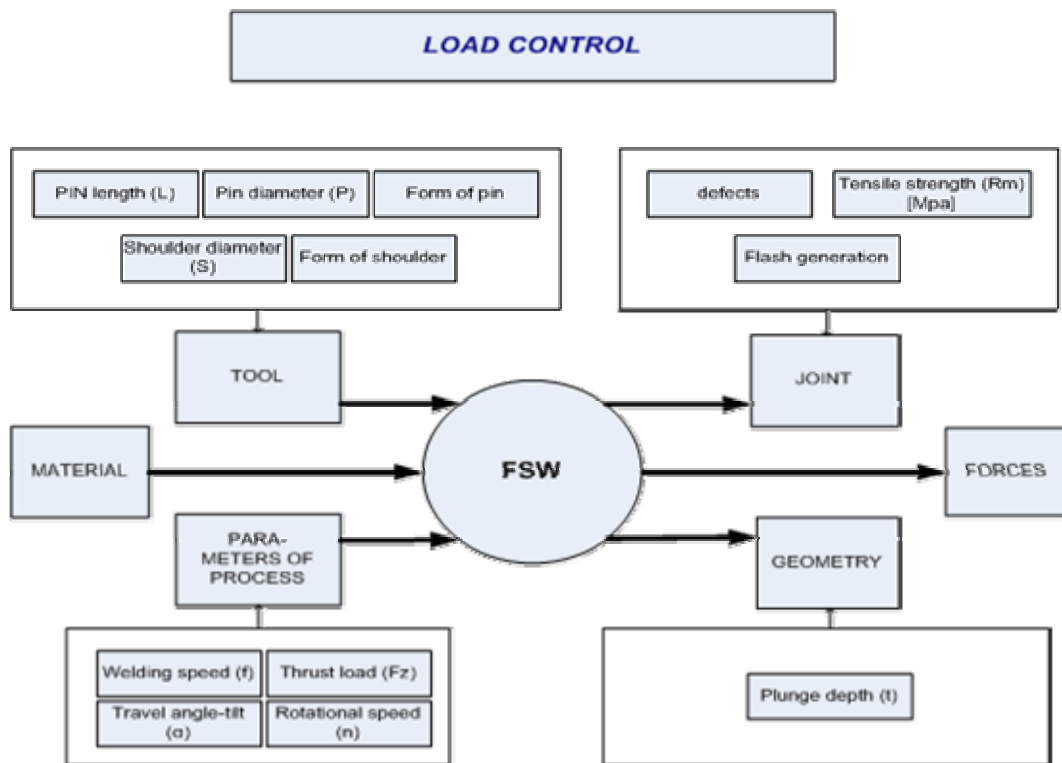 LOAD CONTROL
PIN length (L)
Pin diameter (P)
Form of pin
Shoulder diameter
(S)
Form of shoulder
defects
Tensile strength (Rm)
[Mpa]
Flash generation
TOOL
JOINT
MATERIAL
FSW
FORCES
PARA-
METERS OF
PROCESS
GEOMETRY
Welding speed (f)
Thrust load (Fz)
Travel angle-tilt
(α)
Rotational speed
(n)
Plunge depth (t)